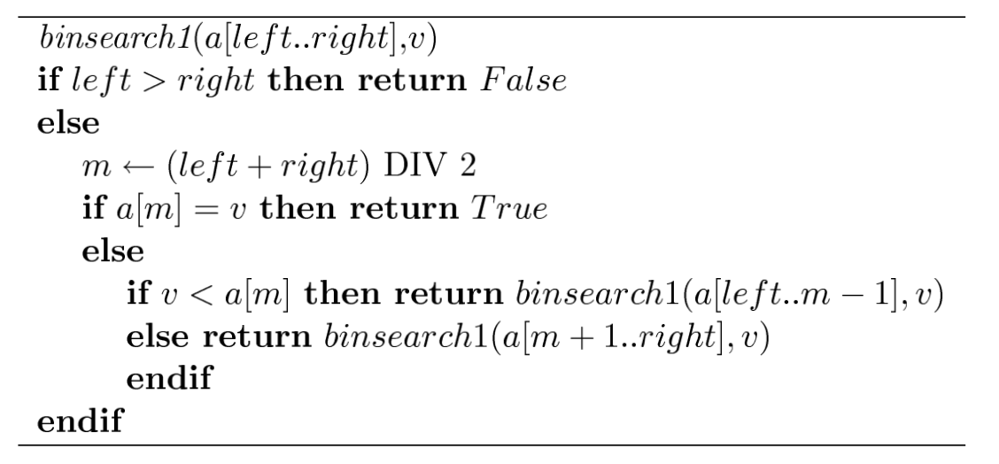 binsearch1(a[left..right],v)
if left > right then return False
else
m ← (left + right) DIV 2
if a[m] = v then return True
else
if v < a[m] then return binsearch1(a[left..m − 1], v)
else return binsearch1(a[m + 1..right], v)
endif
endif